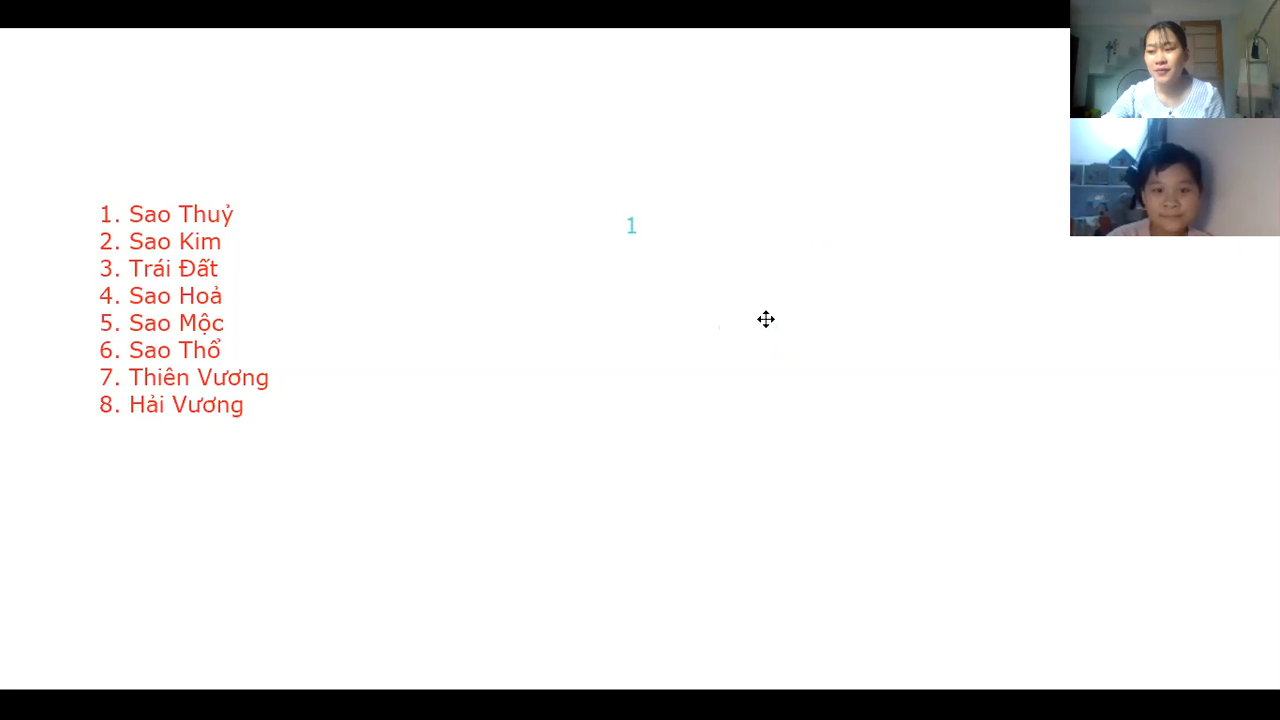 1. Sao Thuỷ
2. Sao Kim
3. Trái Đất
4. Sao Hoả
5. Sao Mộc
6. Sao Thổ
7. Thiên Vương
8. Hải Vương
1